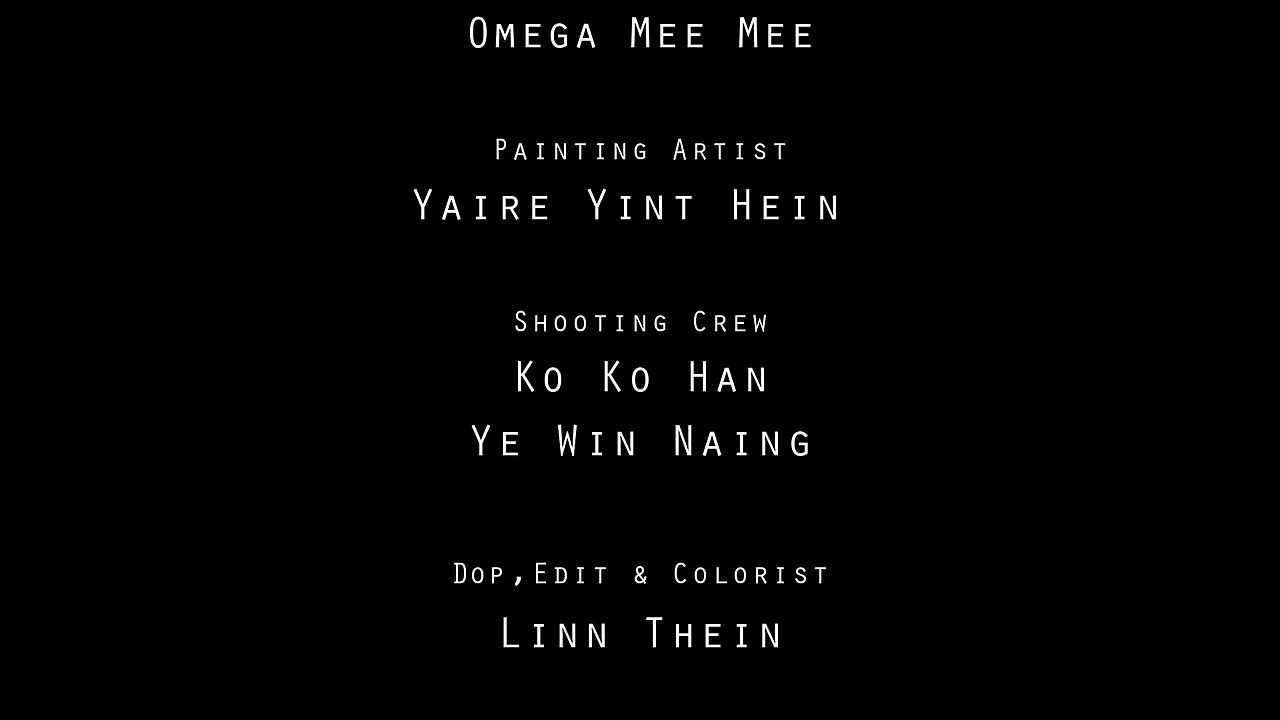 Omega Mee Mee
Painting Artist
Yaire Yint Hein
Shooting Crew
Ko Ko Han
Ye Win Naing
Dop,Edit & Colorist
Linn Thein